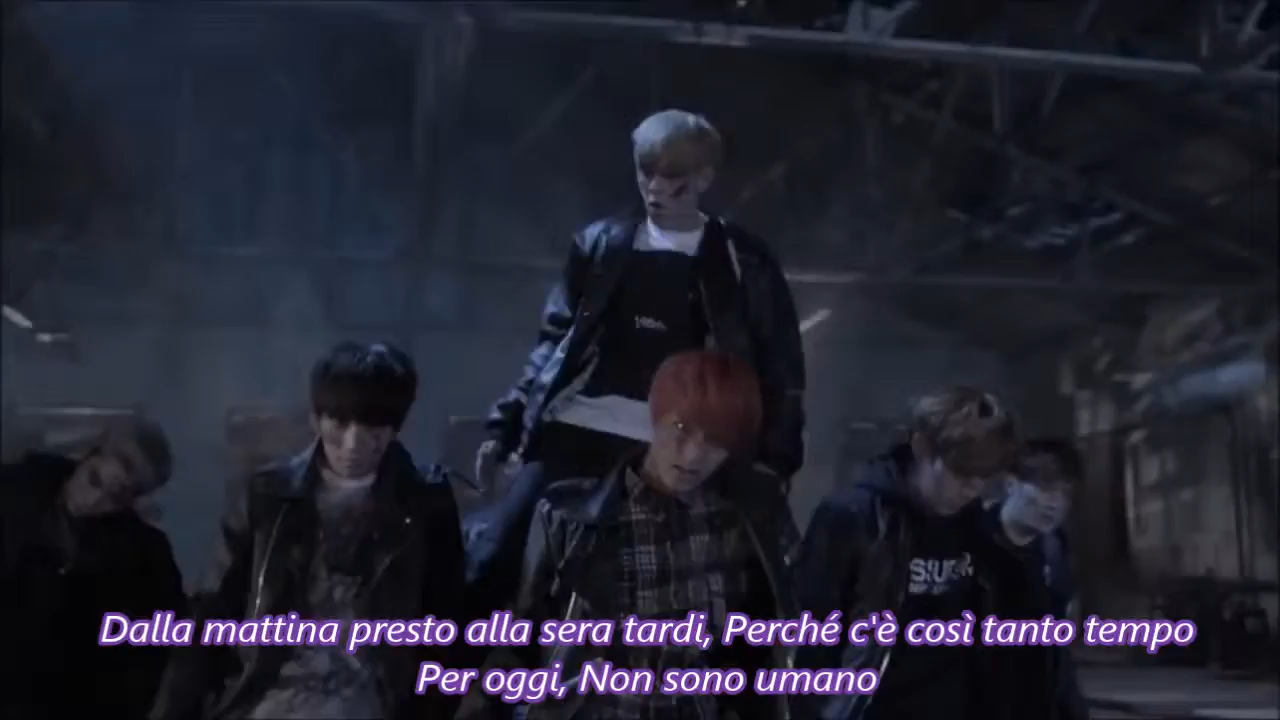 Dalla mattina presto alla sera tardi, Perché c'è così tanto tempo
Per oggi, Non sono umano